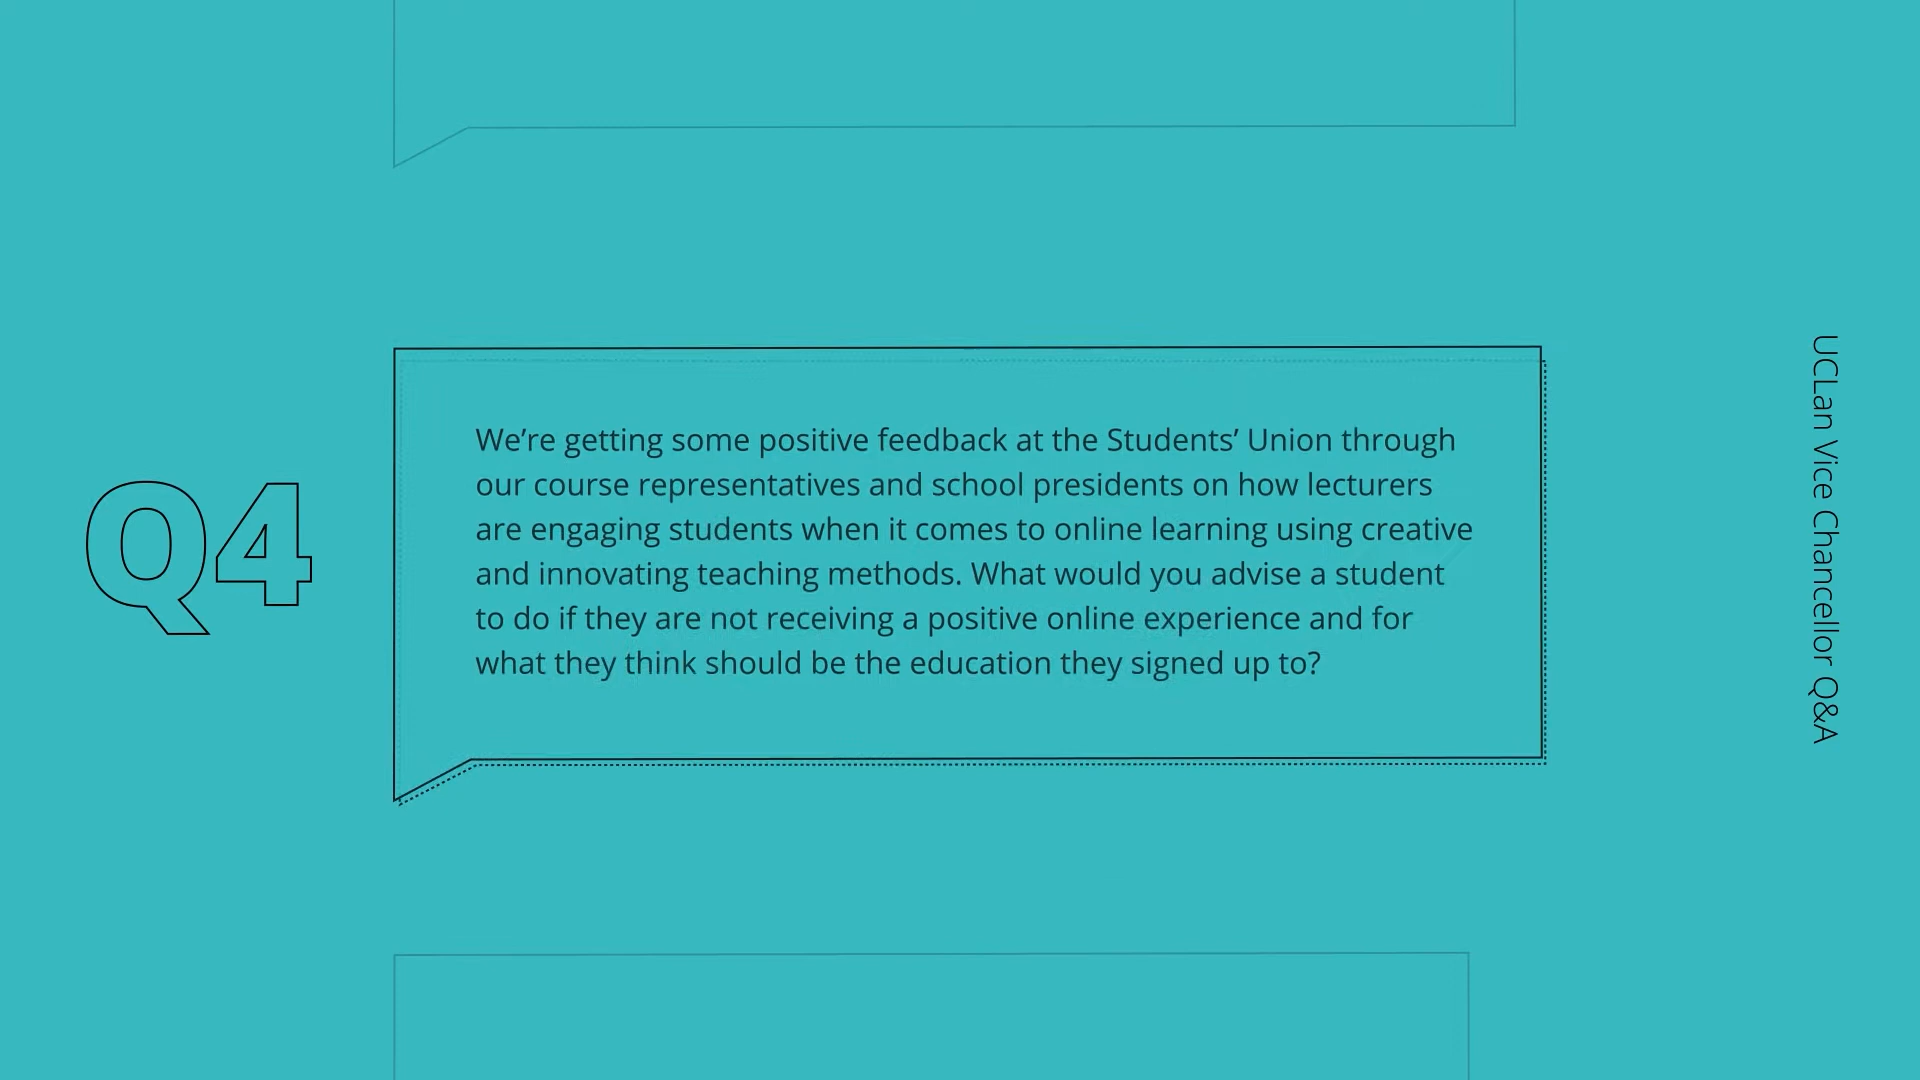 Q4
We’re getting some positive feedback at the Students’ Union through
our course representatives and school presidents on how lecturers
are engaging students when it comes to online learning using creative
and innovating teaching methods. What would you advise a student
to do if they are not receiving a positive online experience and for
what they think should be the education they signed up to?
UCLan Vice Chancellor Q&A